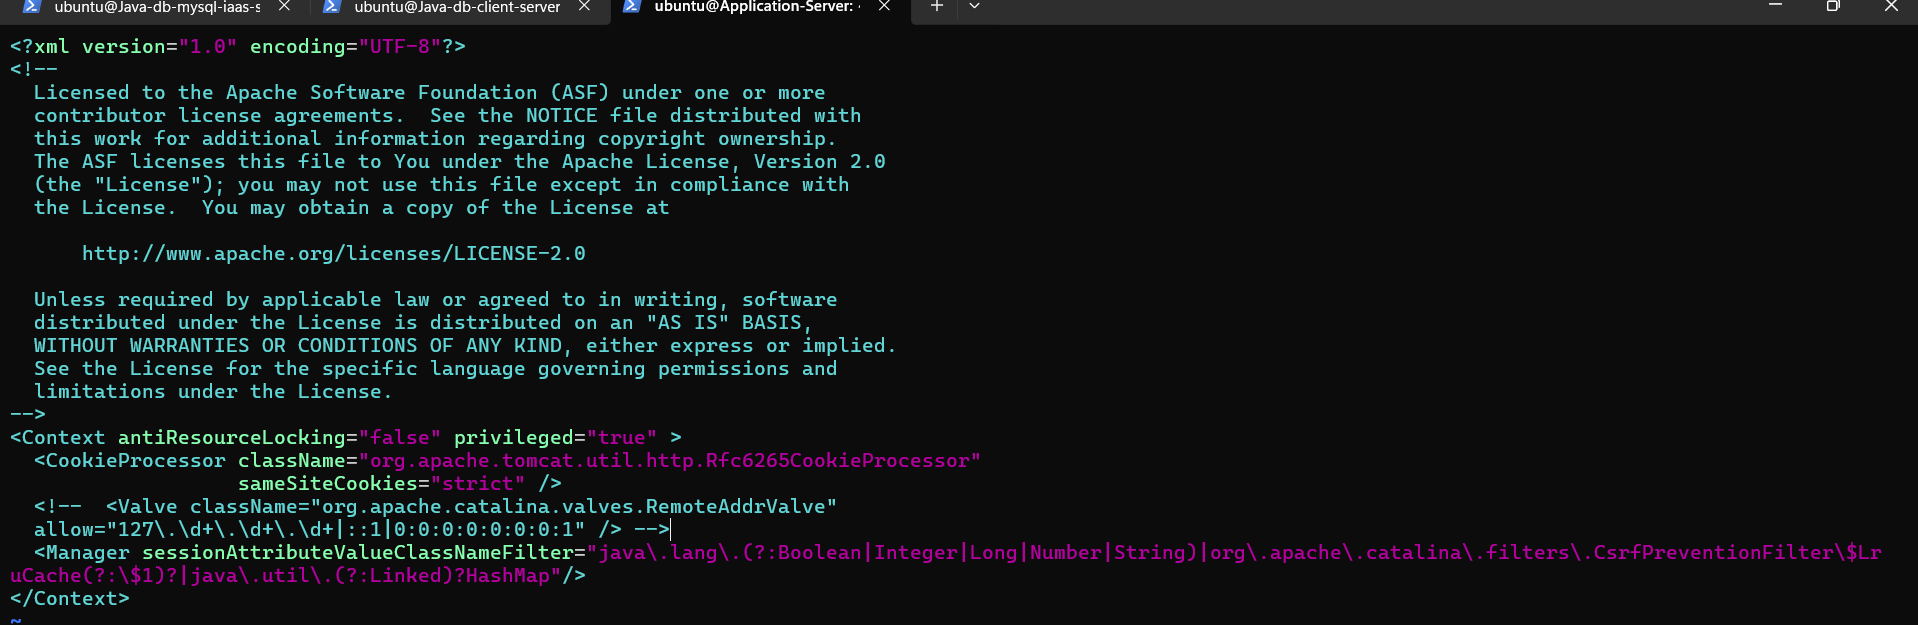 ubuntu@Java-db-mysql-iaas-s
ubuntu@Java-db-client-server
ubuntu@Application-Server:
<?xml version="1.0" encoding="UTF-8"?>
<!--
  Licensed to the Apache Software Foundation (ASF) under one or more
  contributor license agreements.  See the NOTICE file distributed with
  this work for additional information regarding copyright ownership.
  The ASF licenses this file to You under the Apache License, Version 2.0
  (the "License"); you may not use this file except in compliance with
  the License.  You may obtain a copy of the License at
      http://www.apache.org/licenses/LICENSE-2.0
  Unless required by applicable law or agreed to in writing, software
  distributed under the License is distributed on an "AS IS" BASIS,
  WITHOUT WARRANTIES OR CONDITIONS OF ANY KIND, either express or implied.
  See the License for the specific language governing permissions and
  limitations under the License.
-->
<Context antiResourceLocking="false" privileged="true" >
  <CookieProcessor className="org.apache.tomcat.util.http.Rfc6265CookieProcessor"
                   sameSiteCookies="strict" />
  <!--  <Valve className="org.apache.catalina.valves.RemoteAddrValve"
  allow="127\.\d+\.\d+\.\d+|::1|0:0:0:0:0:0:0:1" /> -->
  <Manager sessionAttributeValueClassNameFilter="java\.lang\.(?:Boolean|Integer|Long|Number|String)|org\.apache\.catalina\.filters\.CsrfPreventionFilter\$Lr
uCache(?:\$1)?|java\.util\.(?:Linked)?HashMap"/>
</Context>
~